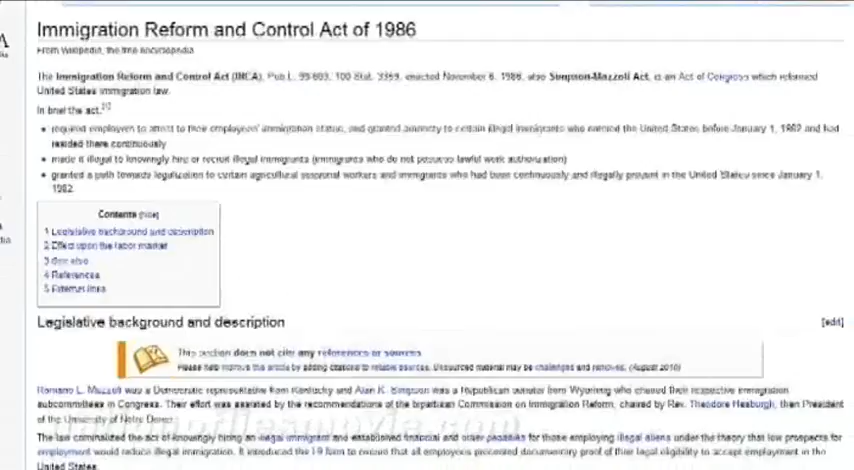 Immigration Reform and Control Act of 1986
From Wikipedia, the free encyclopedia
The Immigration Reform and Control Act (IRCA), Pub.L. 99-603, 100 Stat. 3359, enacted November 6, 1986, also Simpson-Mazzoli Act, is an Act of Congress which reformed
United States immigration law.
In brief the act:[1]
• required employers to attest to their employees' immigration status, and granted amnesty to certain illegal immigrants who entered the United States before January 1, 1982 and had
resided there continuously
• made it illegal to knowingly hire or recruit illegal immigrants (immigrants who do not possess lawful work authorization)
• granted a path towards legalization to certain agricultural seasonal workers and immigrants who had been continuously and illegally present in the United States since January 1,
1982.
Contents [hide]
1 Legislative background and description
2 Effect upon the labor market
3 See also
4 References
5 External links
Legislative background and description
[edit]
This section does not cite any references or sources
Please help improve this article by adding citations to reliable sources. Unsourced material may be challenged and removed. (August 2010)
Romano L. Mazzoli was a Democratic representative from Kentucky and Alan K. Simpson was a Republican senator from Wyoming who chaired their respective immigration
subcommittees in Congress. Their effort was assisted by the recommendations of the bipartisan Commission on Immigration Reform, chaired by Rev. Theodore Hesburgh, then President
of the University of Notre Dame.
The law criminalized the act of knowingly hiring an illegal immigrant and established financial and other penalties for those employing illegal aliens under the theory that low prospects for
employment would reduce illegal immigration. It introduced the I-9 form to ensure that all employees presented documentary proof of their legal eligibility to accept employment in the
United States.